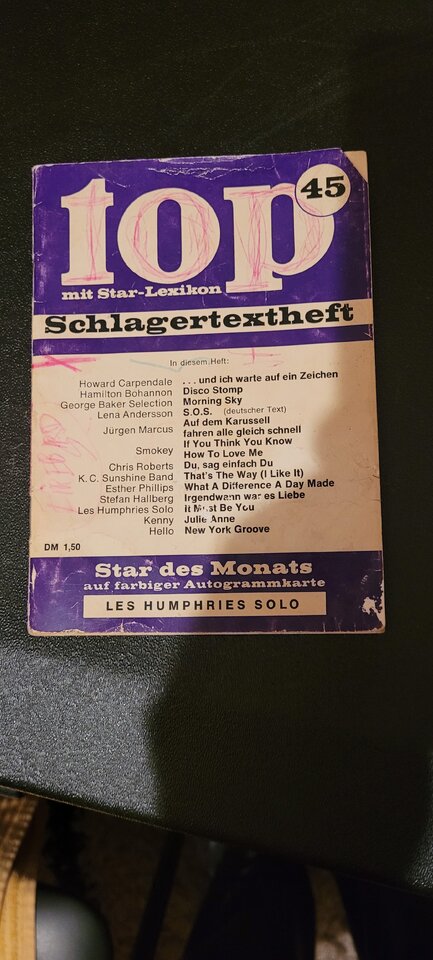 top
45
mit Star-Lexikon
Schlagertextheft
In diesem Heft:
Howard Carpendale ...und ich warte auf ein Zeichen
Hamilton Bohannon Disco Stomp
George Baker Selection Morning Sky
Lena Andersson S.O.S. (deutscher Text)
Jürgen Marcus Auf dem Karussell
fahren alle gleich schnell
Smokey If You Think You Know
How To Love Me
Chris Roberts Du, sag einfach Du
K. C. Sunshine Band That's The Way (I Like It)
Esther Phillips What A Difference A Day Made
Stefan Hallberg Irgendwann war es Liebe
Les Humphries Solo It Must Be You
Kenny Julie Anne
Hello New York Groove
DM 1,50
Star des Monats
auf farbiger Autogrammkarte
LES HUMPHRIES SOLO